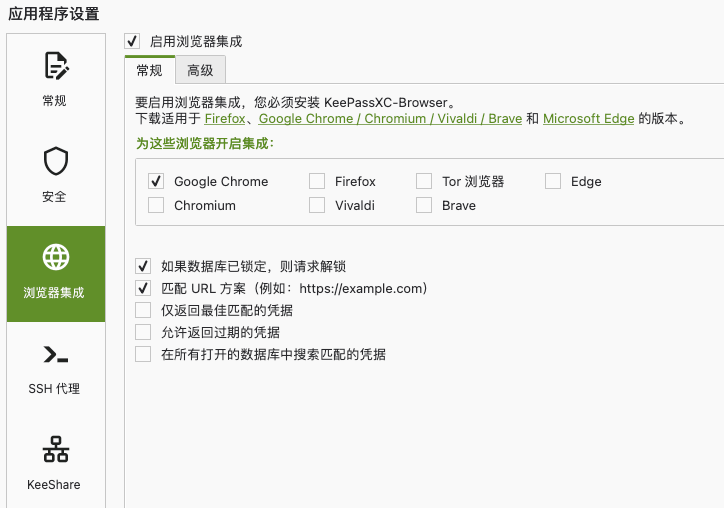 应用程序设置
常规
安全
浏览器集成
SSH 代理
KeeShare
启用浏览器集成
常规 高级
要启用浏览器集成，您必须安装 KeePassXC-Browser。
下载适用于 Firefox、Google Chrome / Chromium / Vivaldi / Brave 和 Microsoft Edge 的版本。
为这些浏览器开启集成：
Google Chrome Firefox Tor 浏览器 Edge
Chromium Vivaldi Brave
如果数据库已锁定，则请求解锁
匹配 URL 方案（例如：https://example.com）
仅返回最佳匹配的凭据
允许返回过期的凭据
在所有打开的数据库中搜索匹配的凭据